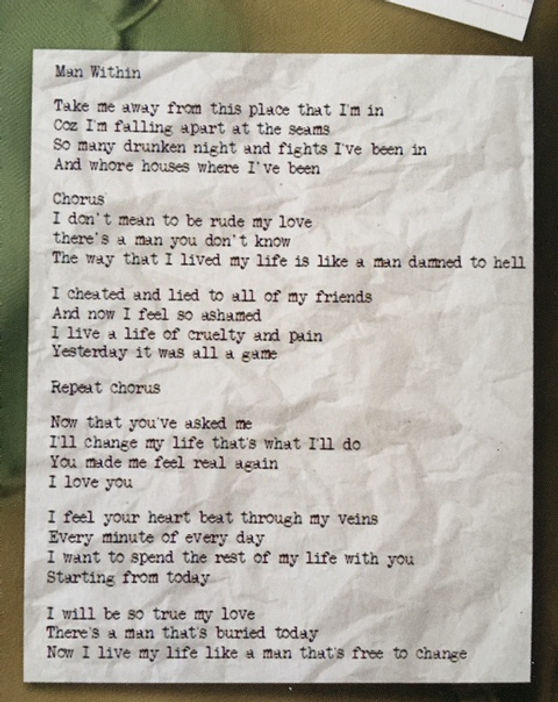 Man Within
Take me away from this place that I'm in
Coz I'm falling apart at the seams
So many drunken night and fights I've been in
And whore houses where I've been
Chorus
I don't mean to be rude my love
there's a man you don't know
The way that I lived my life is like a man damned to hell
I cheated and lied to all of my friends
And now I feel so ashamed
I live a life of cruelty and pain
Yesterday it was all a game
Repeat chorus
Now that you've asked me
I'll change my life that's what I'll do
You made me feel real again
I love you
I feel your heart beat through my veins
Every minute of every day
I want to spend the rest of my life with you
Starting from today
I will be so true my love
There's a man that's buried today
Now I live my life like a man that's free to change